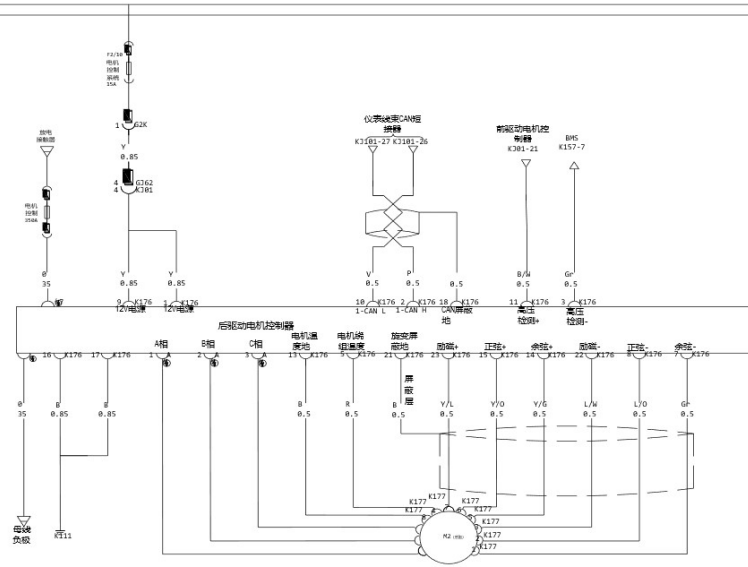 F2/50
电机
控制
系统
15A
1 G2K
Y
0.85
4 GJ62
4 KJ01
放电
接触器
电机
控制
250A
仪表线束CAN短
接器
KJ101-27 KJ101-26
前驱动电机控
制器
KJ01-21
BMS
K157-7
0 35
Y 0.85
Y 0.85
V 0.5
P 0.5
0.5
B/W 0.5
Gr 0.5
9 K176
12V电源
1 K176
12V电源
10 K176
1-CAN L
2 K176
1-CAN H
18 K176
CAN屏蔽
地
11 K176
高压
检测+
3 K176
高压
检测-
后驱动电机控制器
A相
B相
C相
电机温
度地
电机绕
组温度
旋变屏
蔽地
励磁+
正弦+
余弦+
励磁-
正弦-
余弦-
16 K176
17 K176
1 A
2 A
3 A
13 K176
5 K176
21 K176
23 K176
15 K176
14 K176
22 K176
8 K176
7 K176
屏
蔽
层
0 35
B 0.85
B 0.85
B 0.5
R 0.5
B 0.5
Y/L 0.5
Y/O 0.5
Y/G 0.5
L/W 0.5
L/O 0.5
Gr 0.5
K177
K177
K177
K177
K177
K177
K177
K177
M2
母线
负极
K111